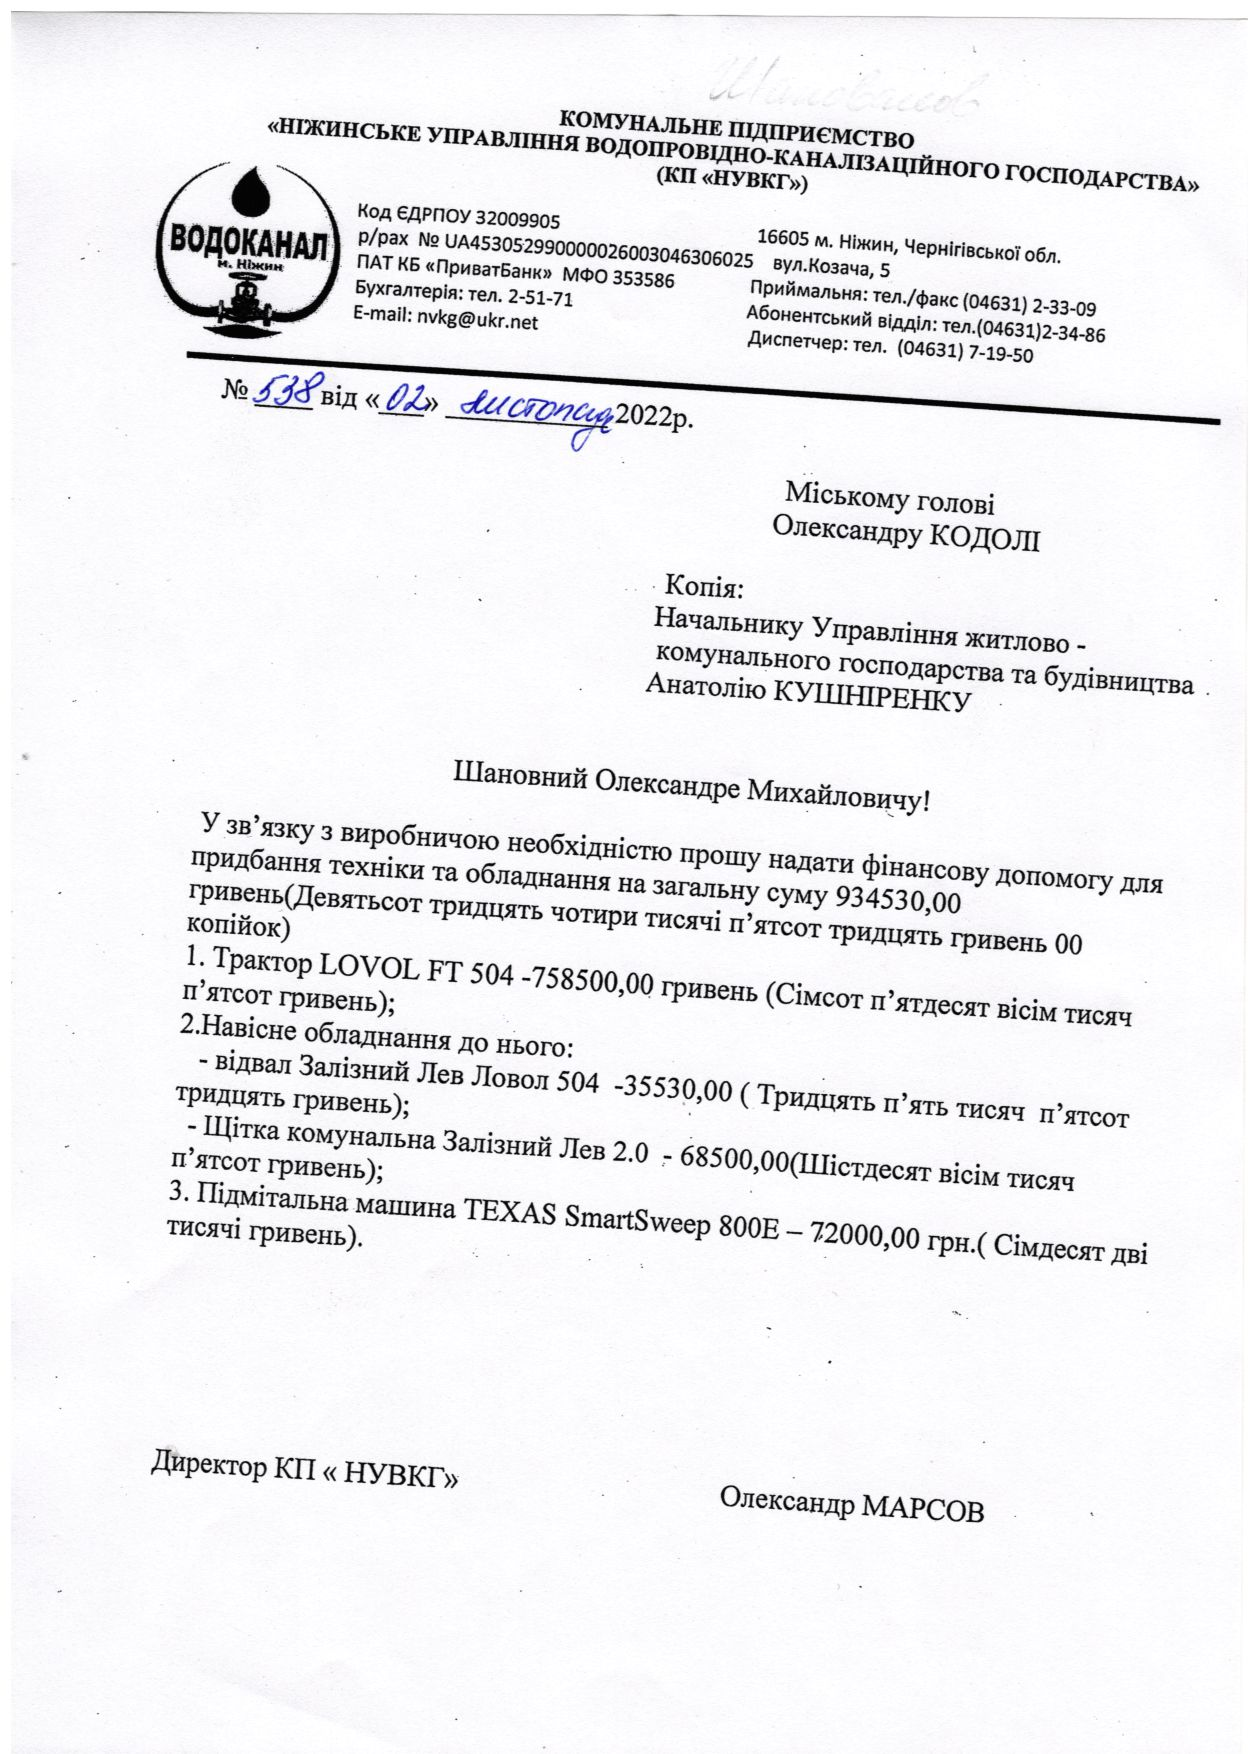 КОМУНАЛЬНЕ ПІДПРИЄМСТВО
«НІЖИНСЬКЕ УПРАВЛІННЯ ВОДОПРОВІДНО-КАНАЛІЗАЦІЙНОГО ГОСПОДАРСТВА»
(КП «НУВКГ»)
ВОДОКАНАЛ
м. Ніжин
Код ЄДРПОУ 32009905
р/рах № UA453052990000026003046306025
ПАТ КБ «ПриватБанк» МФО 353586
Бухгалтерія: тел. 2-51-71
E-mail: nvkg@ukr.net
16605 м. Ніжин, Чернігівської обл.
вул.Козача, 5
Приймальня: тел./факс (04631) 2-33-09
Абонентський відділ: тел.(04631)2-34-86
Диспетчер: тел. (04631) 7-19-50
№ 538 від «02» листопада 2022р.
Міському голові
Олександру КОДОЛІ
Копія:
Начальнику Управління житлово -
комунального господарства та будівництва
Анатолію КУШНІРЕНКУ
Шановний Олександре Михайловичу!
У зв’язку з виробничою необхідністю прошу надати фінансову допомогу для
придбання техніки та обладнання на загальну суму 934530,00
гривень(Девятьсот тридцять чотири тисячі п’ятсот тридцять гривень 00
копійок)
1. Трактор LOVOL FT 504 -758500,00 гривень (Сімсот п’ятдесят вісім тисяч
п’ятсот гривень);
2.Навісне обладнання до нього:
- відвал Залізний Лев Ловол 504 -35530,00 ( Тридцять п’ять тисяч п’ятсот
тридцять гривень);
- Щітка комунальна Залізний Лев 2.0 - 68500,00(Шістдесят вісім тисяч
п’ятсот гривень);
3. Підмітальна машина TEXAS SmartSweep 800E – 72000,00 грн.( Сімдесят дві
тисячі гривень).
Директор КП « НУВКГ»
Олександр МАРСОВ